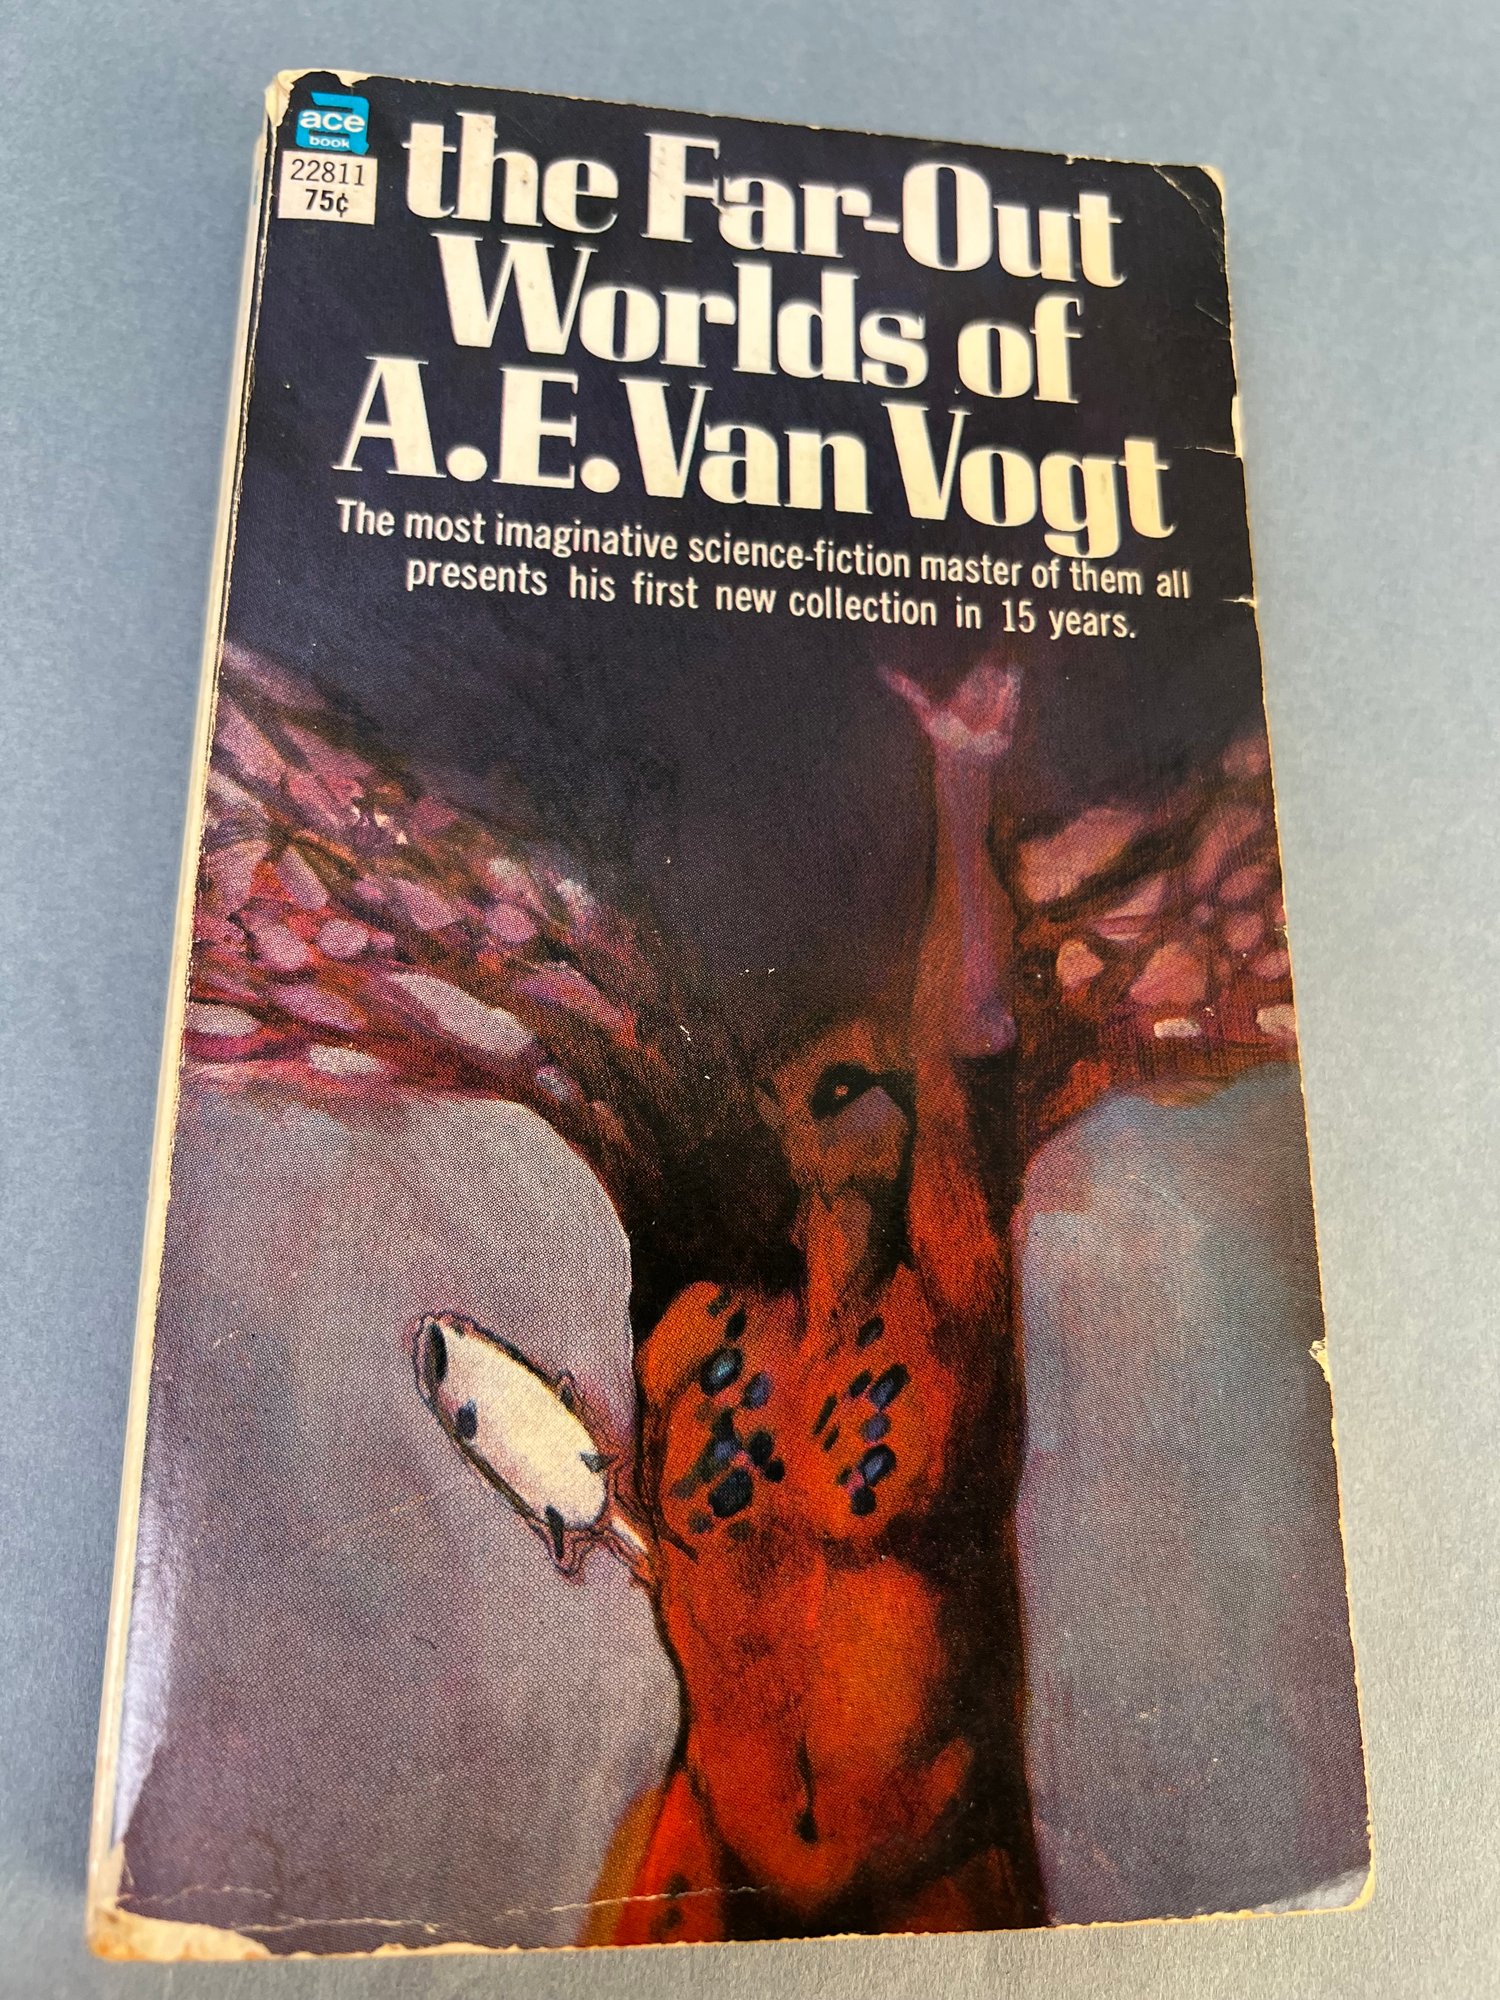 ace
book
22811
75¢
the Far-Out
Worlds of
A.E. Van Vogt
The most imaginative science-fiction master of them all
presents his first new collection in 15 years.